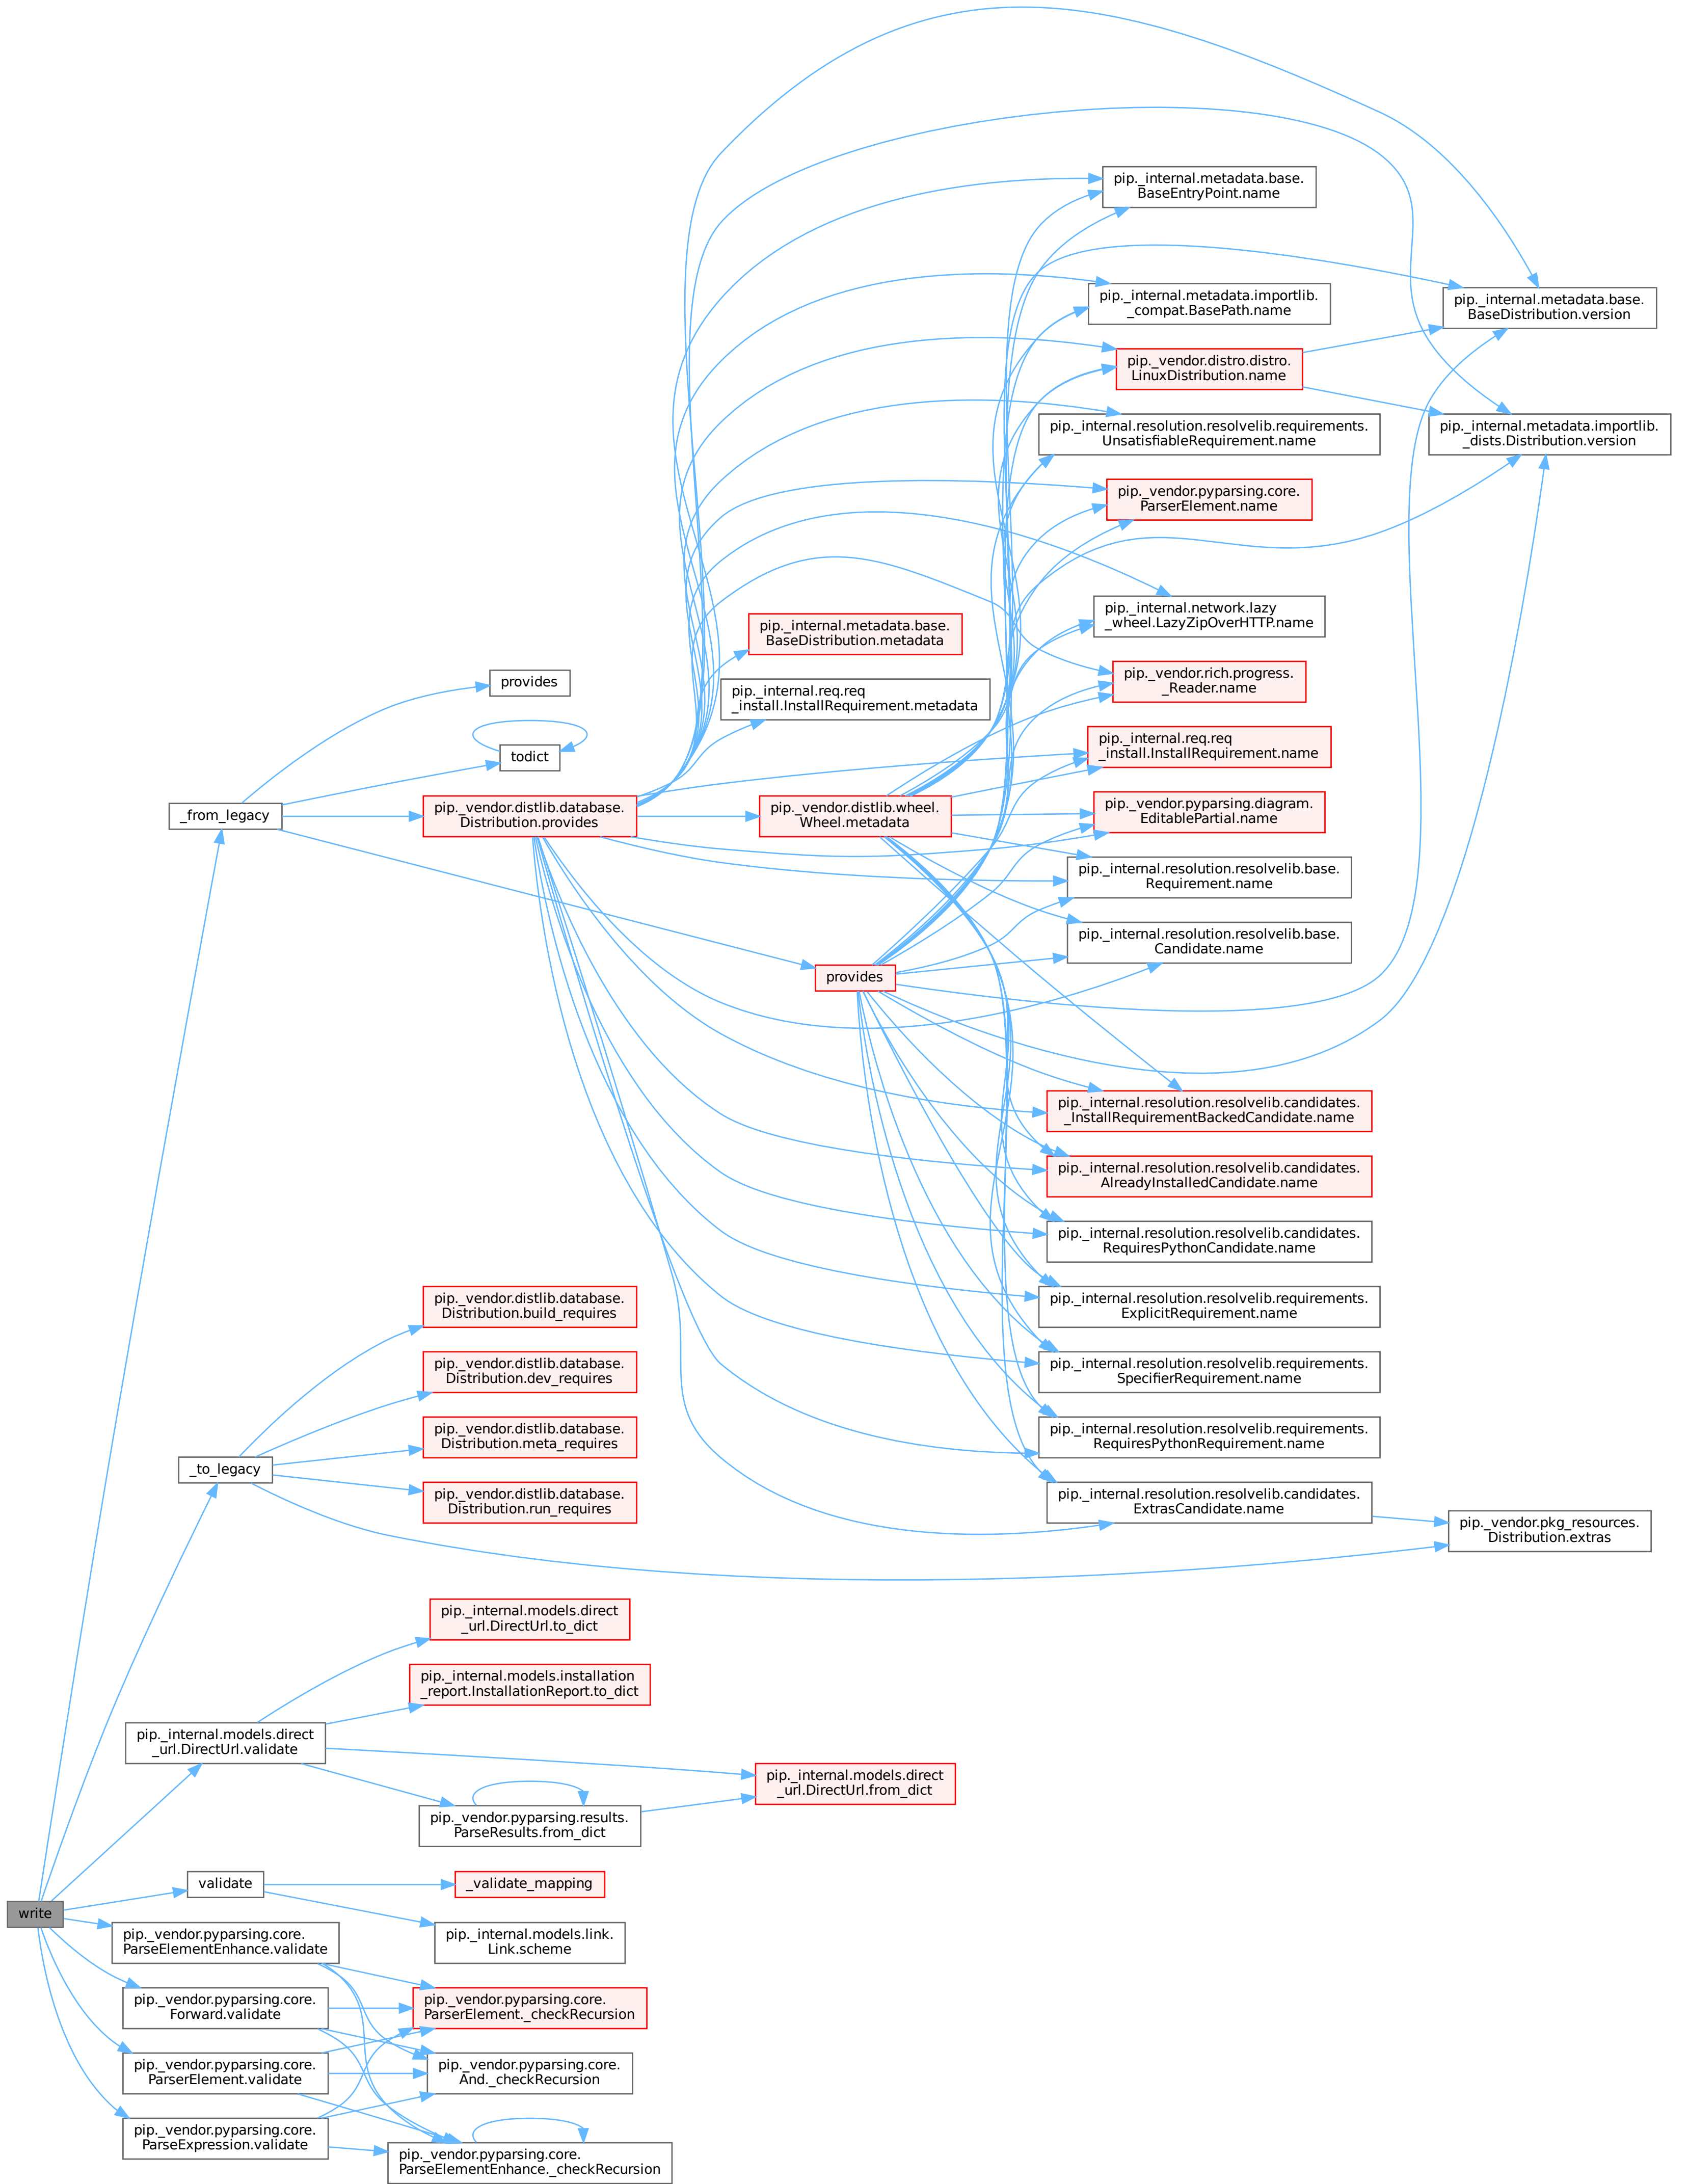 pip._internal.metadata.base.
BaseEntryPoint.name
pip._internal.metadata.importlib.
_compat.BasePath.name
pip._internal.metadata.base.
BaseDistribution.version
pip._vendor.distro.distro.
LinuxDistribution.name
pip._internal.resolution.resolvelib.requirements.
UnsatisfiableRequirement.name
pip._internal.metadata.importlib.
_dists.Distribution.version
pip._vendor.pyparsing.core.
ParserElement.name
pip._internal.network.lazy
_wheel.LazyZipOverHTTP.name
pip._internal.metadata.base.
BaseDistribution.metadata
pip._vendor.rich.progress.
_Reader.name
provides
pip._internal.req.req
_install.InstallRequirement.metadata
pip._internal.req.req
_install.InstallRequirement.name
todict
_from_legacy
pip._vendor.distlib.database.
Distribution.provides
pip._vendor.distlib.wheel.
Wheel.metadata
pip._vendor.pyparsing.diagram.
EditablePartial.name
pip._internal.resolution.resolvelib.base.
Requirement.name
pip._internal.resolution.resolvelib.base.
Candidate.name
provides
pip._internal.resolution.resolvelib.candidates.
_InstallRequirementBackedCandidate.name
pip._internal.resolution.resolvelib.candidates.
AlreadyInstalledCandidate.name
pip._internal.resolution.resolvelib.candidates.
RequiresPythonCandidate.name
pip._vendor.distlib.database.
Distribution.build_requires
pip._internal.resolution.resolvelib.requirements.
ExplicitRequirement.name
pip._vendor.distlib.database.
Distribution.dev_requires
pip._internal.resolution.resolvelib.requirements.
SpecifierRequirement.name
pip._vendor.distlib.database.
Distribution.meta_requires
pip._internal.resolution.resolvelib.requirements.
RequiresPythonRequirement.name
_to_legacy
pip._vendor.distlib.database.
Distribution.run_requires
pip._internal.resolution.resolvelib.candidates.
ExtrasCandidate.name
pip._vendor.pkg_resources.
Distribution.extras
pip._internal.models.direct
_url.DirectUrl.to_dict
pip._internal.models.installation
_report.InstallationReport.to_dict
pip._internal.models.direct
_url.DirectUrl.validate
pip._internal.models.direct
_url.DirectUrl.from_dict
pip._vendor.pyparsing.results.
ParseResults.from_dict
validate
_validate_mapping
write
pip._vendor.pyparsing.core.
ParseElementEnhance.validate
pip._internal.models.link.
Link.scheme
pip._vendor.pyparsing.core.
Forward.validate
pip._vendor.pyparsing.core.
ParserElement._checkRecursion
pip._vendor.pyparsing.core.
ParserElement.validate
pip._vendor.pyparsing.core.
And._checkRecursion
pip._vendor.pyparsing.core.
ParseExpression.validate
pip._vendor.pyparsing.core.
ParseElementEnhance._checkRecursion